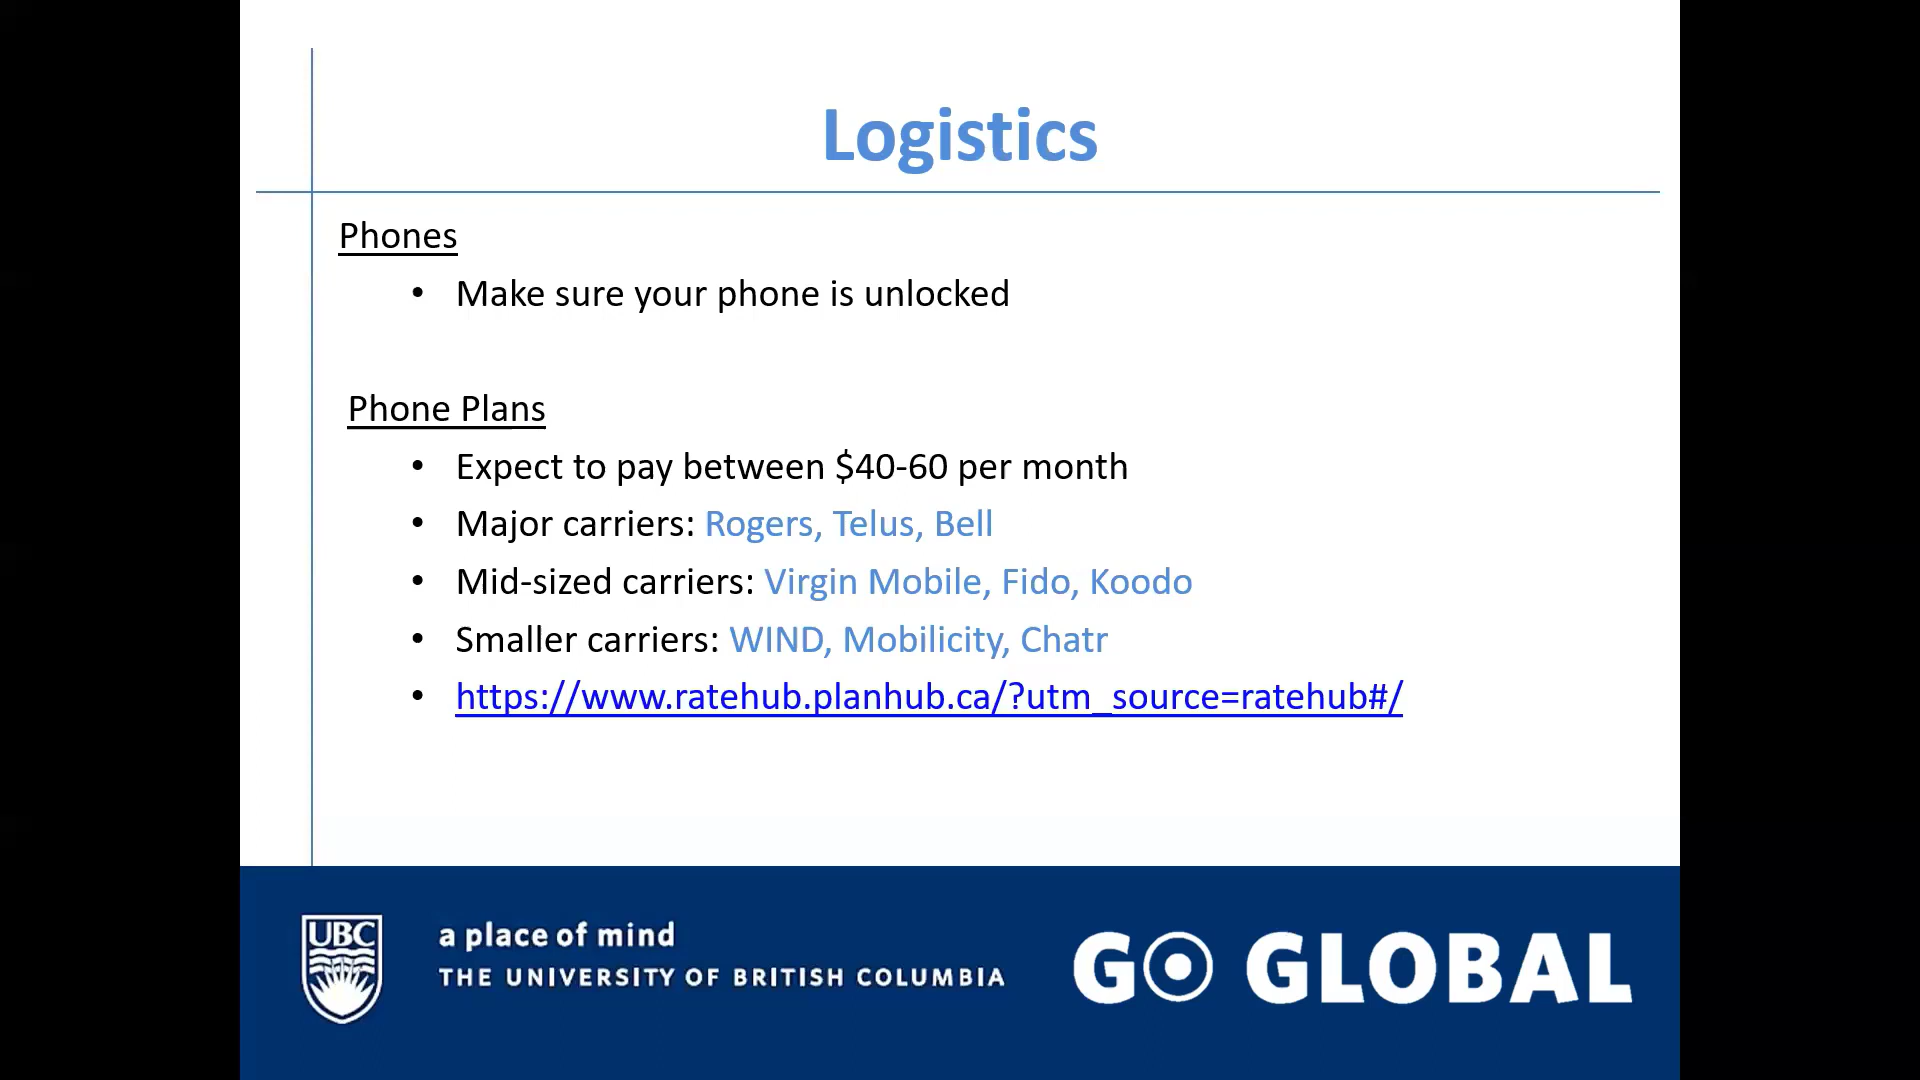 Logistics
Phones
• Make sure your phone is unlocked
Phone Plans
• Expect to pay between $40-60 per month
• Major carriers: Rogers, Telus, Bell
• Mid-sized carriers: Virgin Mobile, Fido, Koodo
• Smaller carriers: WIND, Mobilicity, Chatr
• https://www.ratehub.planhub.ca/?utm_source=ratehub#/
UBC
a place of mind
THE UNIVERSITY OF BRITISH COLUMBIA
GO GLOBAL